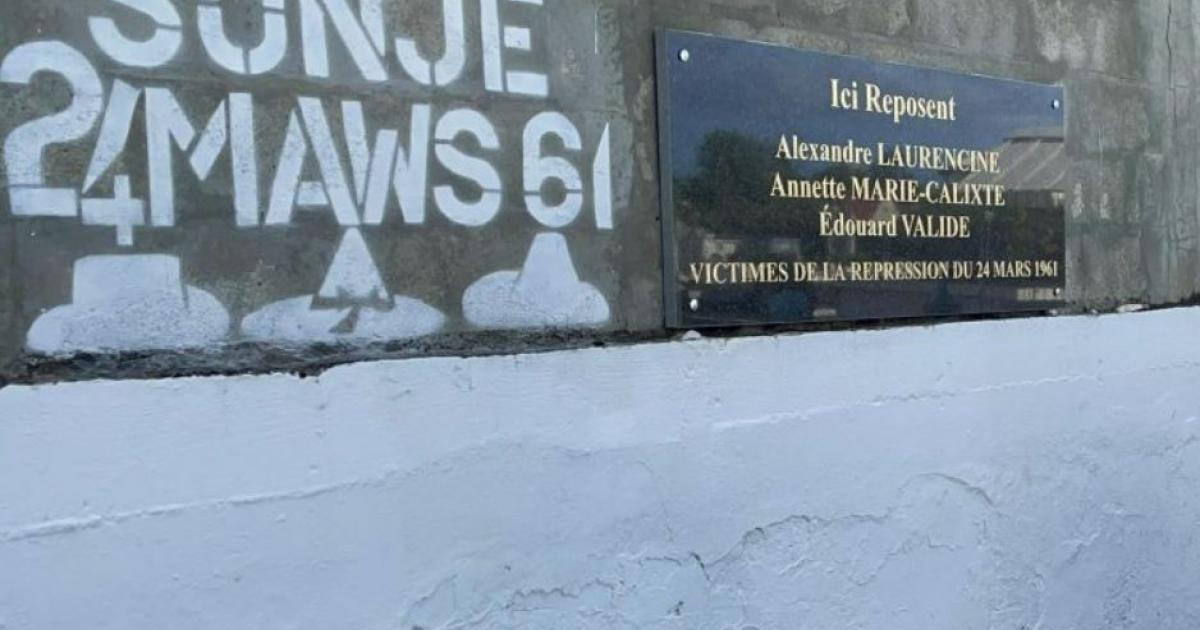 SONJE
24 MAWS 61
Ici Reposent
Alexandre LAURENCINE
Annette MARIE-CALIXTE
Édouard VALIDE
VICTIMES DE LA REPRESSION DU 24 MARS 1961